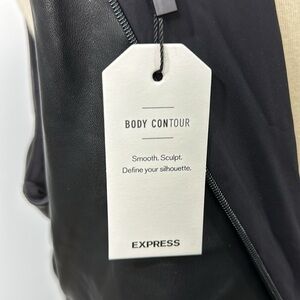 BODY CONTOUR
Smooth. Sculpt.
Define your silhouette.
EXPRESS